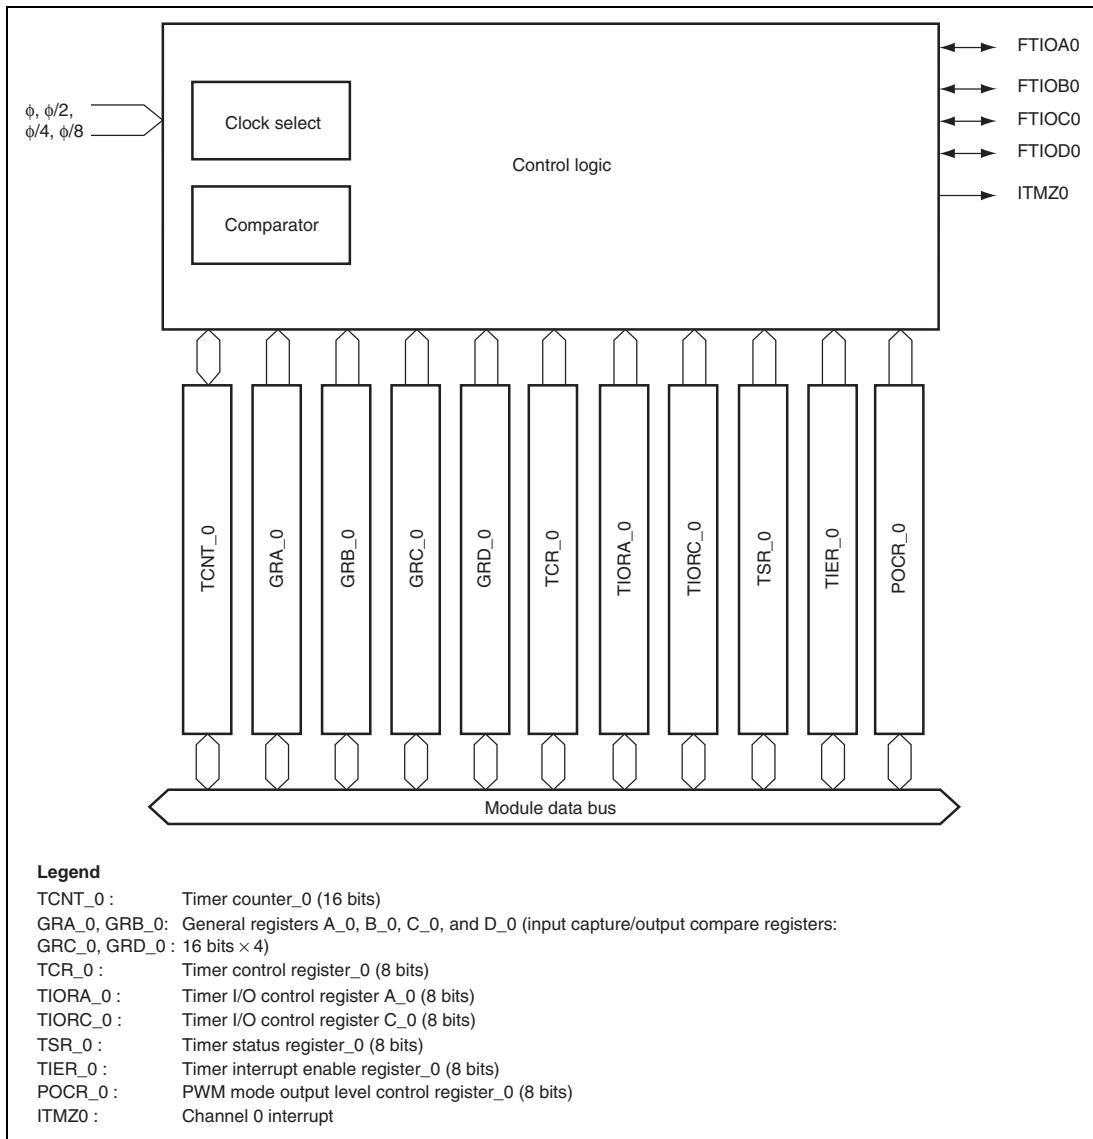 FTIOA0
FTIOB0
ϕ, ϕ/2,
ϕ/4, ϕ/8
Clock select
FTIOC0
FTIOD0
Control logic
ITMZ0
Comparator
TCNT_0
GRA_0
GRB_0
GRC_0
GRD_0
TCR_0
TIORA_0
TIORC_0
TSR_0
TIER_0
POCR_0
Module data bus
Legend
TCNT_0 : Timer counter_0 (16 bits)
GRA_0, GRB_0: General registers A_0, B_0, C_0, and D_0 (input capture/output compare registers:
GRC_0, GRD_0 : 16 bits × 4)
TCR_0 : Timer control register_0 (8 bits)
TIORA_0 : Timer I/O control register A_0 (8 bits)
TIORC_0 : Timer I/O control register C_0 (8 bits)
TSR_0 : Timer status register_0 (8 bits)
TIER_0 : Timer interrupt enable register_0 (8 bits)
POCR_0 : PWM mode output level control register_0 (8 bits)
ITMZ0 : Channel 0 interrupt